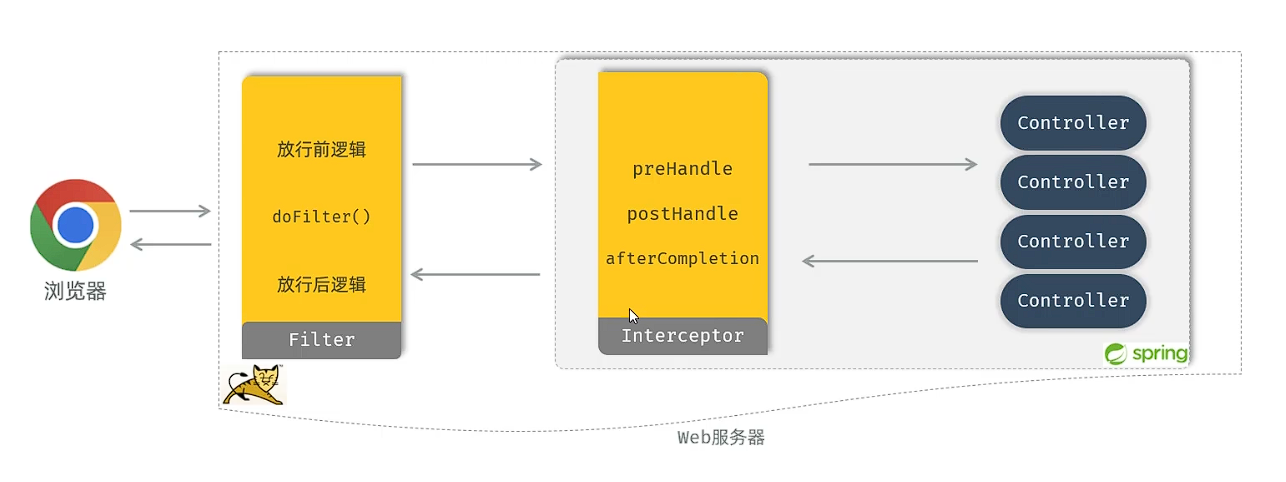 浏览器
放行前逻辑
doFilter()
放行后逻辑
Filter
preHandle
postHandle
afterCompletion
Interceptor
Controller
Controller
Controller
Controller
spring
Web服务器